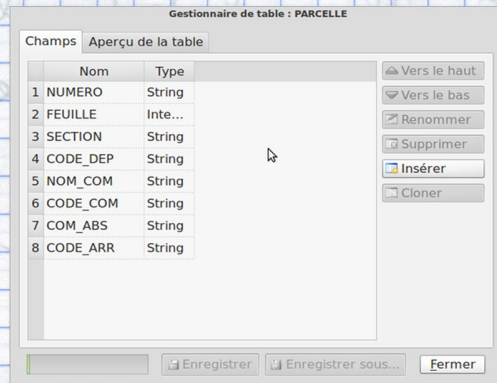 Gestionnaire de table : PARCELLE
Champs Aperçu de la table
Nom Type
1 NUMERO String
2 FEUILLE Inte...
3 SECTION String
4 CODE_DEP String
5 NOM_COM String
6 CODE_COM String
7 COM_ABS String
8 CODE_ARR String
Vers le haut
Vers le bas
Renommer
Supprimer
Insérer
Cloner
Enregistrer Enregistrer sous... Fermer